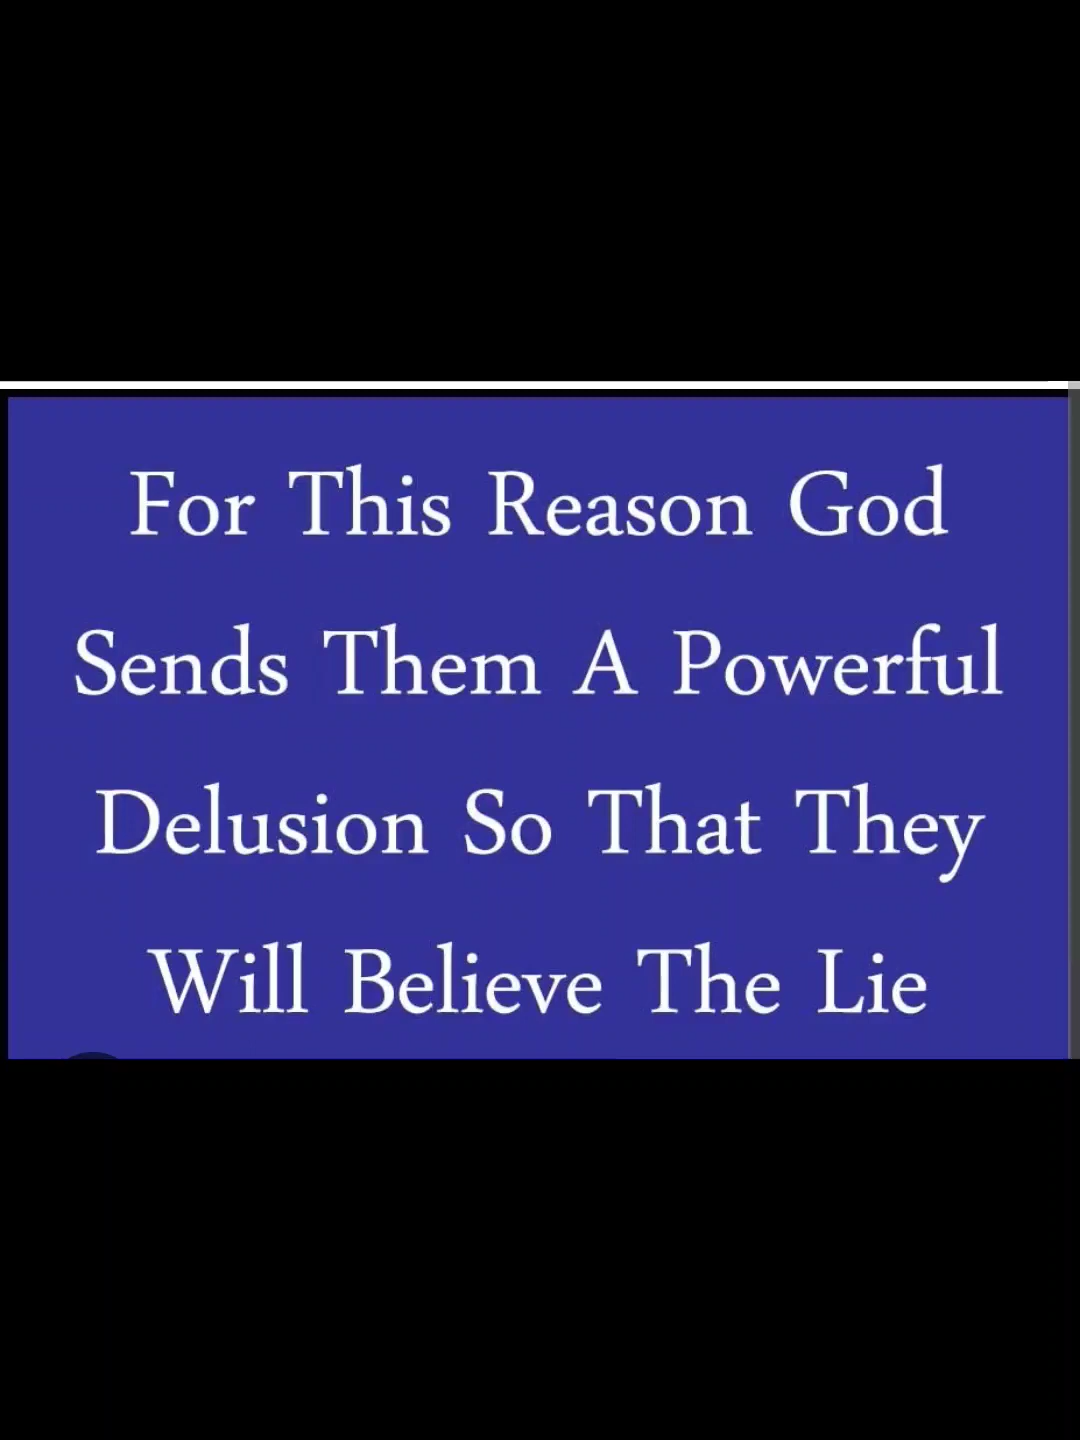 For This Reason God
Sends Them A Powerful
Delusion So That They
Will Believe The Lie